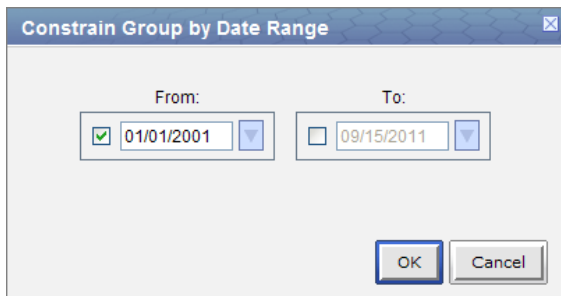 Constrain Group by Date Range
From: To:
01/01/2001 09/15/2011
OK Cancel